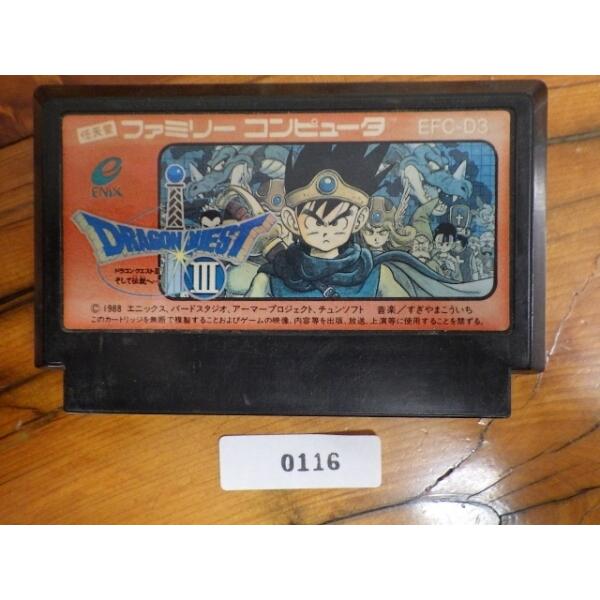 任天堂 ファミリー コンピュータ™ EFC-D3
ENIX
DRAGON QUEST
III
ドラゴンクエストⅢ
そして伝説へ…
© 1988 エニックス、バードスタジオ、アーマープロジェクト、チュンソフト 音楽/すぎやまこういち
このカートリッジを無断で複製することおよびゲームの映像、内容等を出版、放送、上演等に使用することを禁ずる。
0116